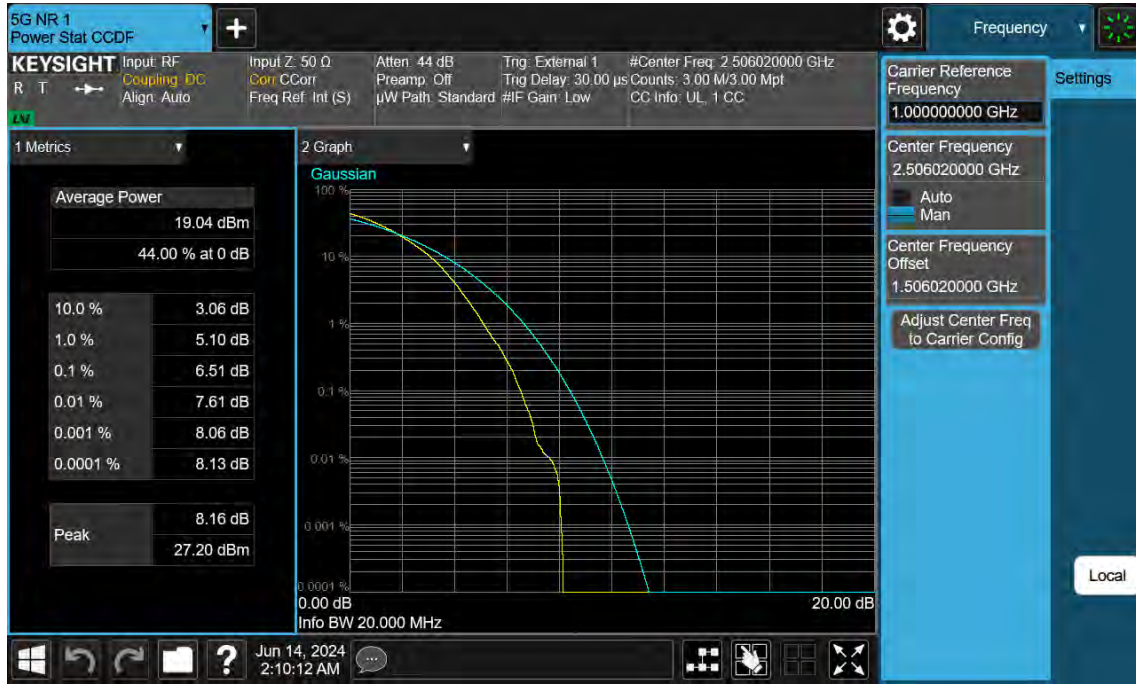 5G NR 1
Power Stat CCDF
Frequency
KEYSIGHT
R T
LXI
Input: RF
Coupling: DC
Align: Auto
Input Z: 50 Ω
Corr CCorr
Freq Ref: Int (S)
Atten: 44 dB
Preamp: Off
µW Path: Standard
Trig: External 1
Trig Delay: 30.00 µs
#IF Gain: Low
#Center Freq: 2.506020000 GHz
Counts: 3.00 M/3.00 Mpt
CC Info: UL, 1 CC
1 Metrics
Average Power
19.04 dBm
44.00 % at 0 dB
10.0 % 3.06 dB
1.0 % 5.10 dB
0.1 % 6.51 dB
0.01 % 7.61 dB
0.001 % 8.06 dB
0.0001 % 8.13 dB
Peak
8.16 dB
27.20 dBm
2 Graph
Gaussian
100 %
10 %
1 %
0.1 %
0.01 %
0.001 %
0.0001 %
0.00 dB 20.00 dB
Info BW 20.000 MHz
Carrier Reference
Frequency
1.000000000 GHz
Center Frequency
2.506020000 GHz
Auto
Man
Center Frequency
Offset
1.506020000 GHz
Adjust Center Freq
to Carrier Config
Settings
Local
?
Jun 14, 2024
2:10:12 AM